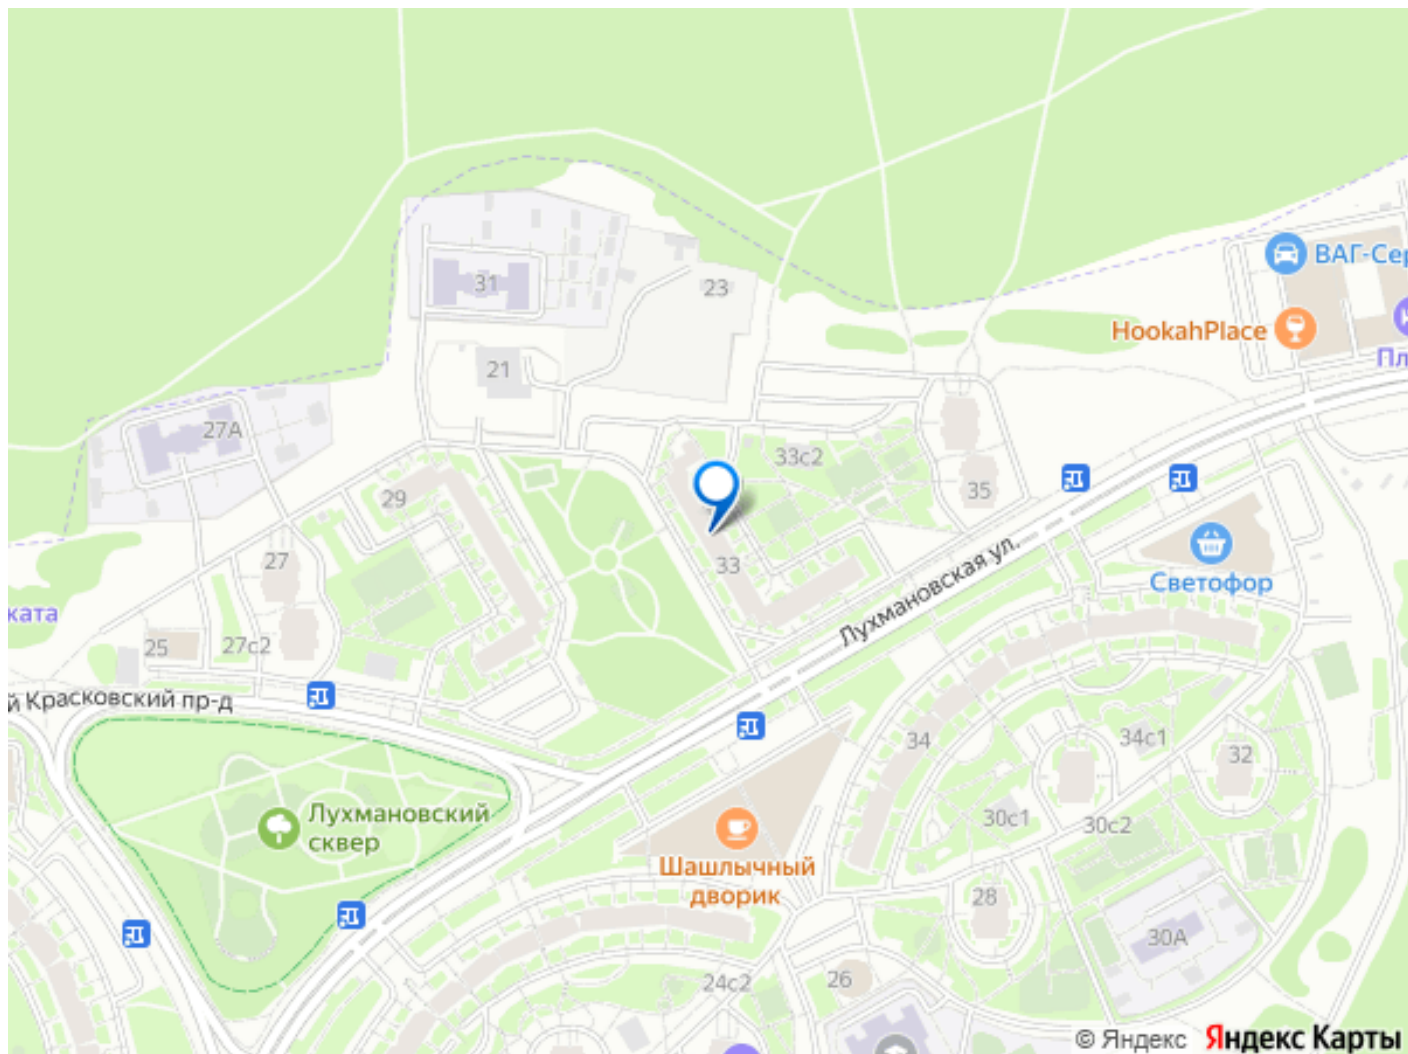 ВАГ-Сер
31
23
HookahPlace
Пл
21
27А
33с2
29
35
27
33
Светофор
ката
Лухмановская ул.
25
27с2
й Красковский пр-д
34
34с1
32
Лухмановский
сквер
30с1
30с2
Шашлычный
дворик
28
30А
24с2
26
© Яндекс
Яндекс Карты